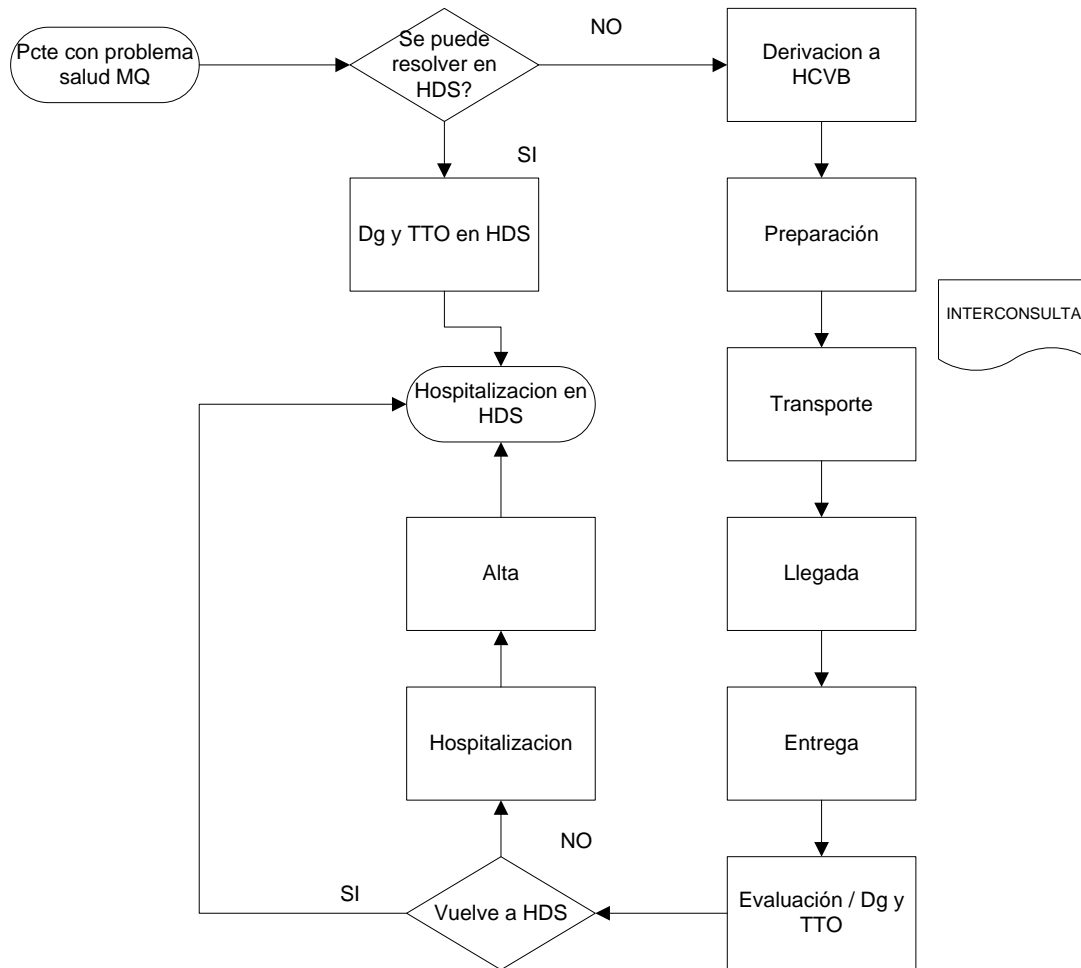 Pcte con problema
salud MQ
Se puede
resolver en
HDS?
NO
Derivacion a
HCVB
SI
Dg y TTO en HDS
Preparación
INTERCONSULTA
Hospitalizacion en
HDS
Transporte
Alta
Llegada
Hospitalizacion
Entrega
NO
SI
Vuelve a HDS
Evaluación / Dg y
TTO